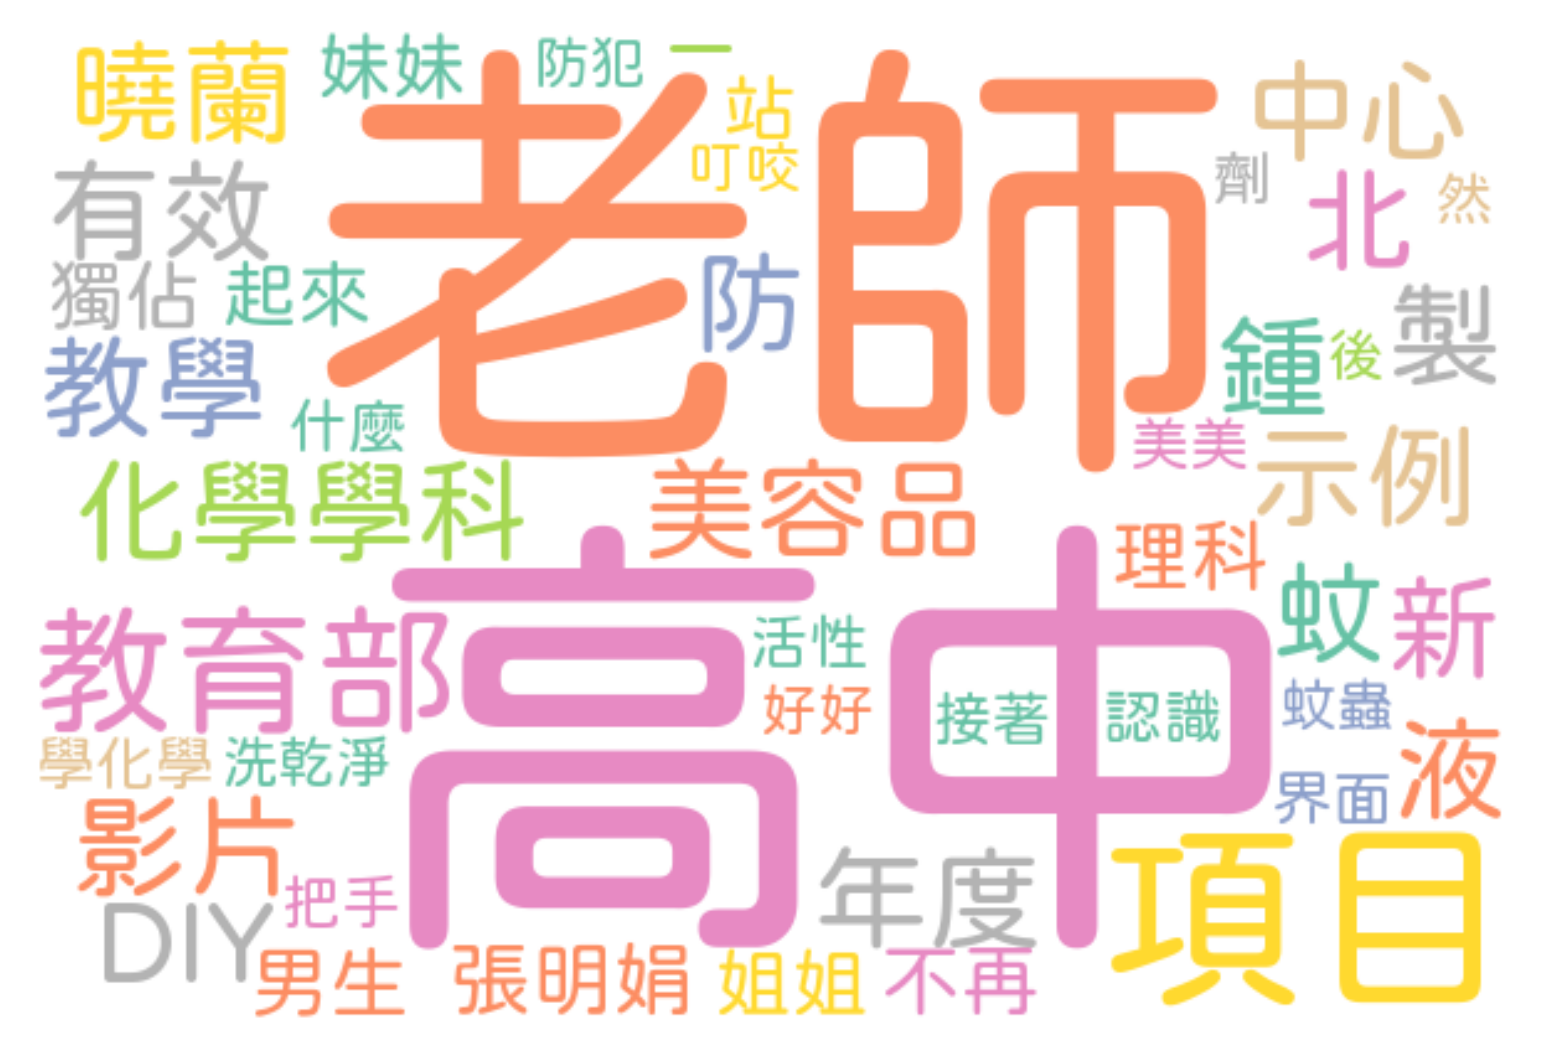 曉蘭
妹妹
防犯
一
站
叮咬
老師
中心
劑
北
然
有效
獨佔
起來
防
製
鍾
後
教學
什麼
美美
示例
化學學科
美容品
理科
教育部
高中
活性
好好
接著
認識
蚊
新
蚊蟲
界面
液
學化學
洗乾淨
影片
把手
DIY
男生
張明娟
姐姐
年度
不再
項目